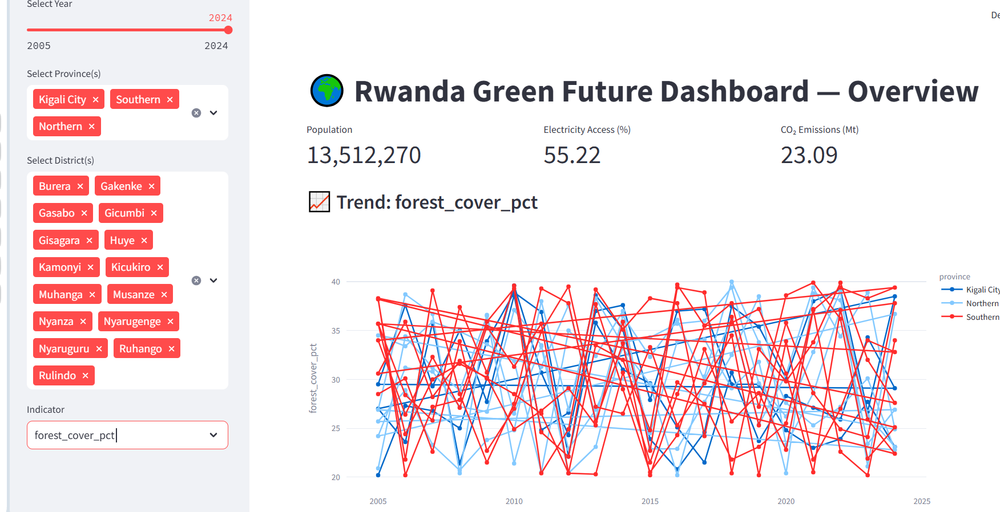 Select Year
2024
2005 2024
Select Province(s)
Kigali City × Southern ×
Northern ×
Select District(s)
Burera × Gakenke ×
Gasabo × Gicumbi ×
Gisagara × Huye ×
Kamonyi × Kicukiro ×
Muhanga × Musanze ×
Nyanza × Nyarugenge ×
Nyaruguru × Ruhango ×
Rulindo ×
Indicator
forest_cover_pct
De
Rwanda Green Future Dashboard — Overview
Population Electricity Access (%) CO₂ Emissions (Mt)
13,512,270 55.22 23.09
Trend: forest_cover_pct
forest_cover_pct
40
35
30
25
20
2005 2010 2015 2020 2025
province
Kigali City
Northern
Southern